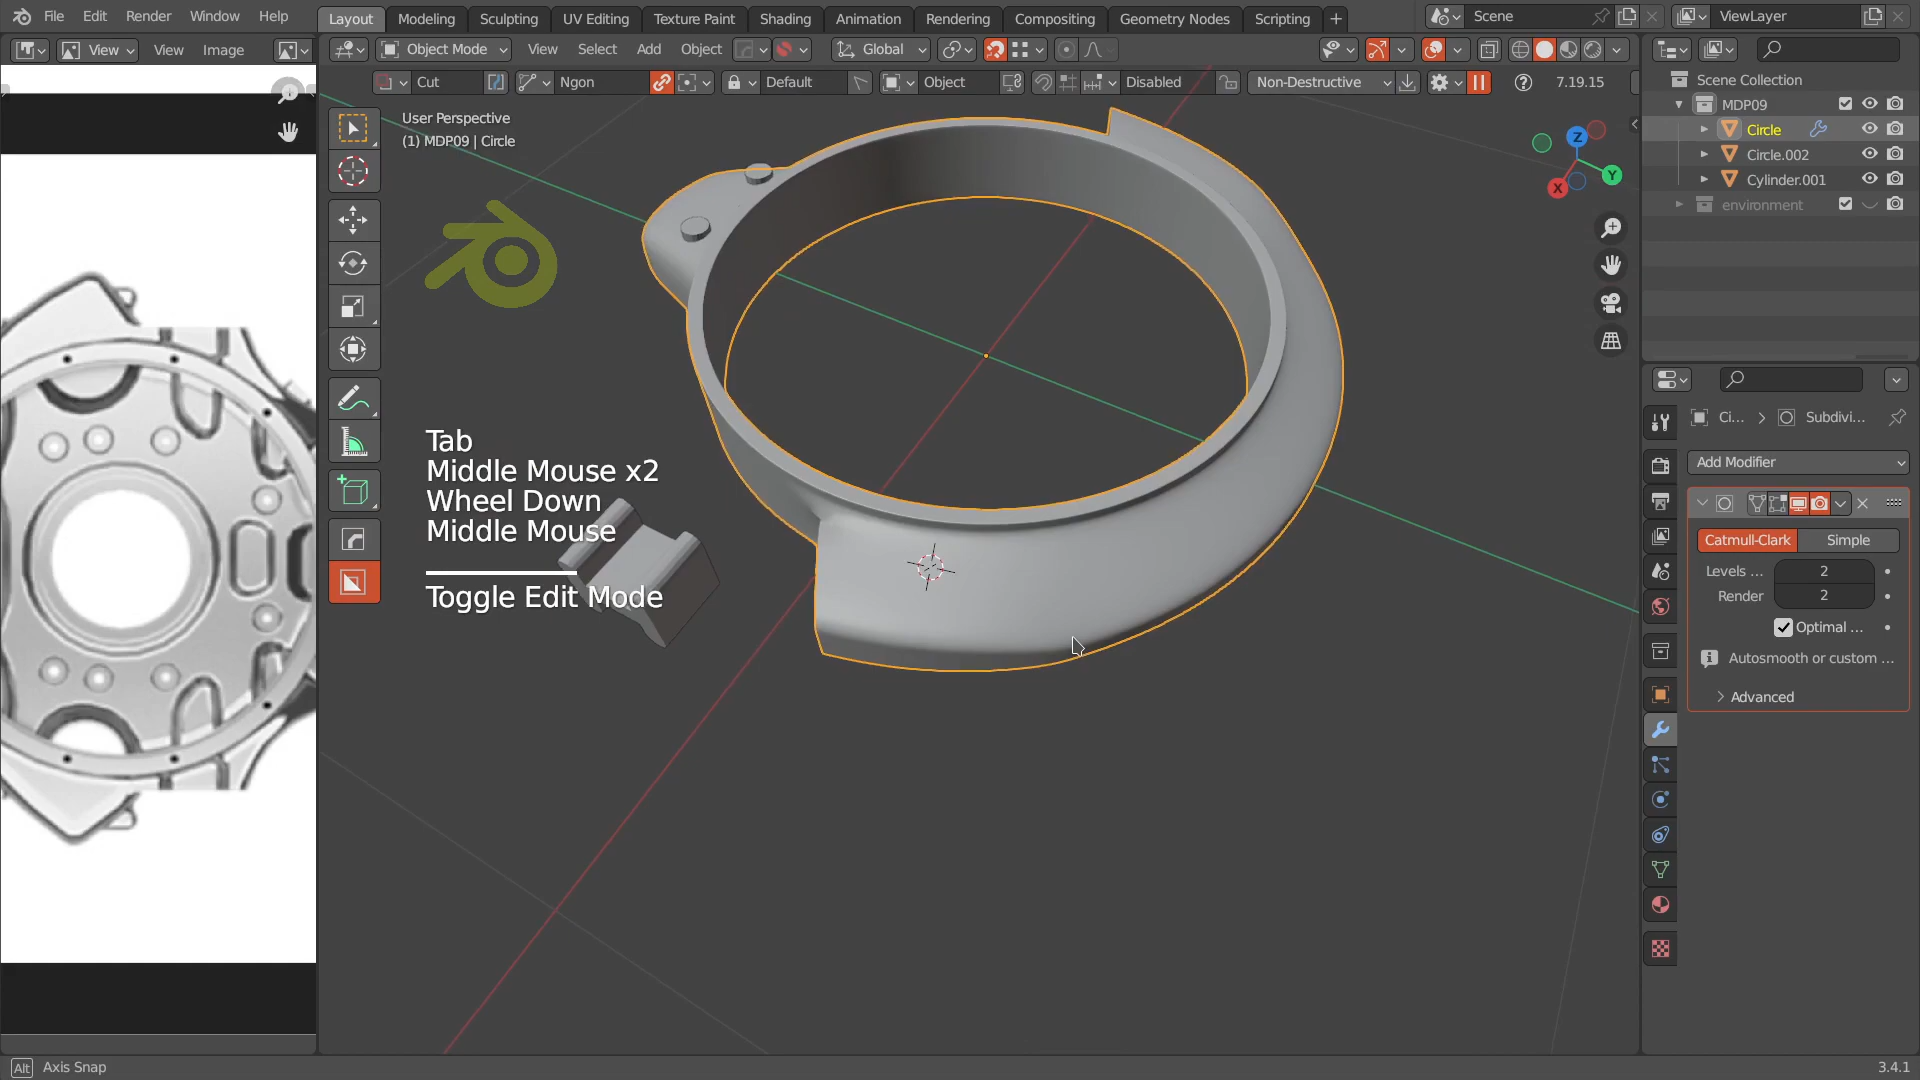 File Edit Render Window Help
Layout Modeling Sculpting UV Editing Texture Paint Shading Animation Rendering Compositing Geometry Nodes Scripting +
Scene
ViewLayer
View View Image
Object Mode View Select Add Object Global
Cut Ngon Default Object Disabled Non-Destructive 7.19.15
User Perspective
(1) MDP09 | Circle
Z
Y
X
Tab
Middle Mouse x2
Wheel Down
Middle Mouse
Toggle Edit Mode
Scene Collection
MDP09
Circle
Circle.002
Cylinder.001
environment
Ci... > Subdivi...
Add Modifier
Catmull-Clark Simple
Levels ... 2
Render 2
Optimal ...
Autosmooth or custom ...
Advanced
Alt Axis Snap
3.4.1